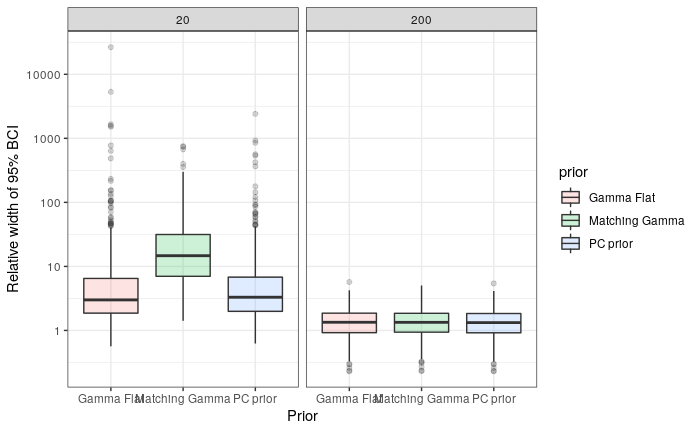 20
200
Relative width of 95% BCI
10000
1000
100
10
1
Gamma Flat
Matching Gamma
PC prior
Gamma Flat
Matching Gamma
PC prior
Prior
prior
Gamma Flat
Matching Gamma
PC prior